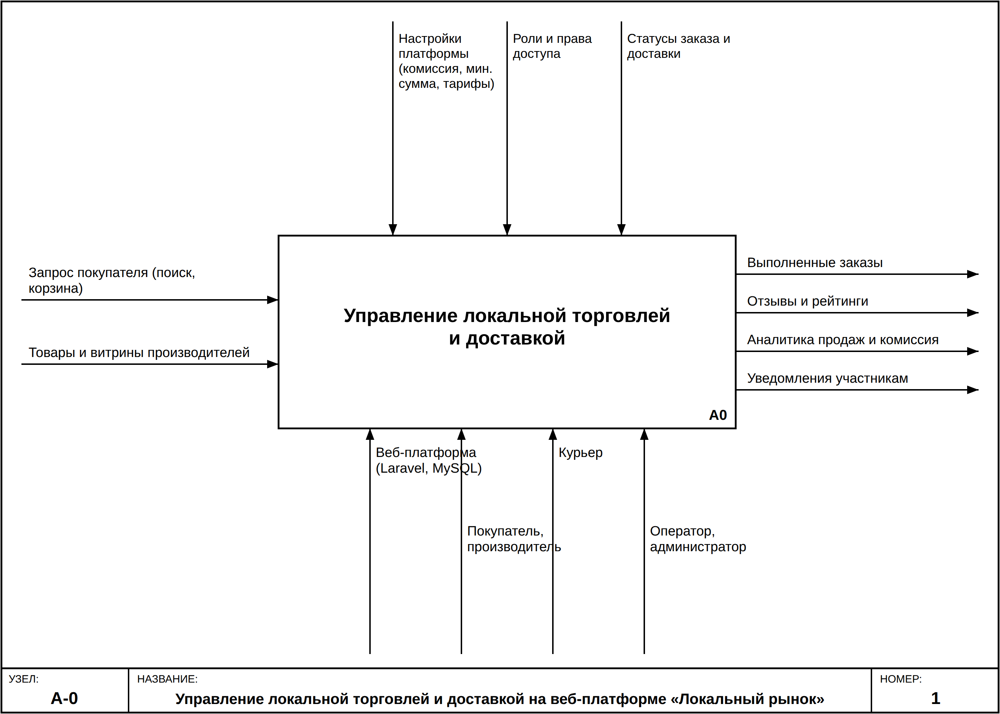 Настройки
платформы
(комиссия, мин.
сумма, тарифы)
Роли и права
доступа
Статусы заказа и
доставки
Запрос покупателя (поиск,
корзина)
Товары и витрины производителей
Управление локальной торговлей
и доставкой
A0
Выполненные заказы
Отзывы и рейтинги
Аналитика продаж и комиссия
Уведомления участникам
Веб-платформа
(Laravel, MySQL)
Покупатель,
производитель
Курьер
Оператор,
администратор
УЗЕЛ:
A-0
НАЗВАНИЕ:
Управление локальной торговлей и доставкой на веб-платформе «Локальный рынок»
НОМЕР:
1